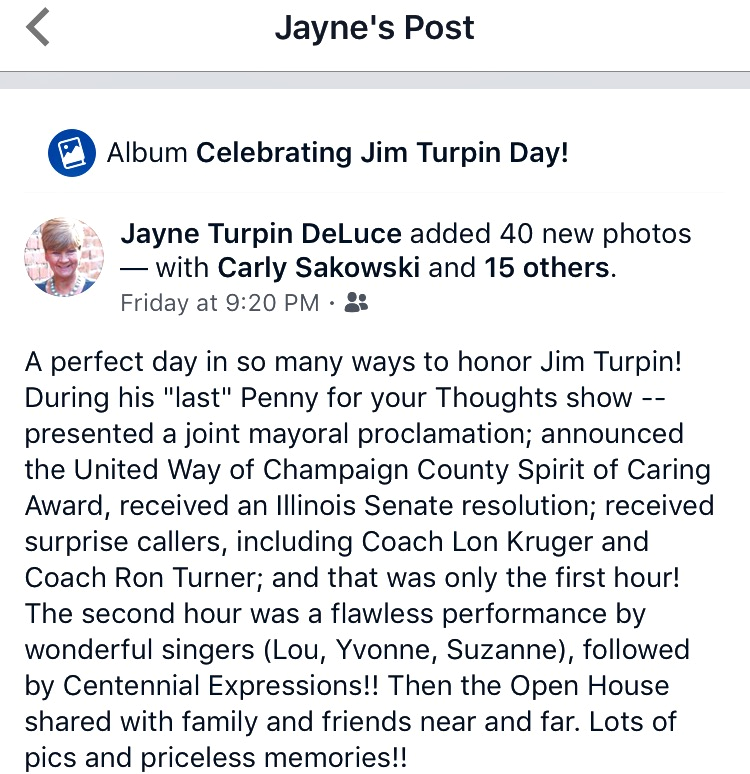 Jayne's Post
Album Celebrating Jim Turpin Day!
Jayne Turpin DeLuce added 40 new photos
— with Carly Sakowski and 15 others.
Friday at 9:20 PM ·
A perfect day in so many ways to honor Jim Turpin!
During his "last" Penny for your Thoughts show --
presented a joint mayoral proclamation; announced
the United Way of Champaign County Spirit of Caring
Award, received an Illinois Senate resolution; received
surprise callers, including Coach Lon Kruger and
Coach Ron Turner; and that was only the first hour!
The second hour was a flawless performance by
wonderful singers (Lou, Yvonne, Suzanne), followed
by Centennial Expressions!! Then the Open House
shared with family and friends near and far. Lots of
pics and priceless memories!!